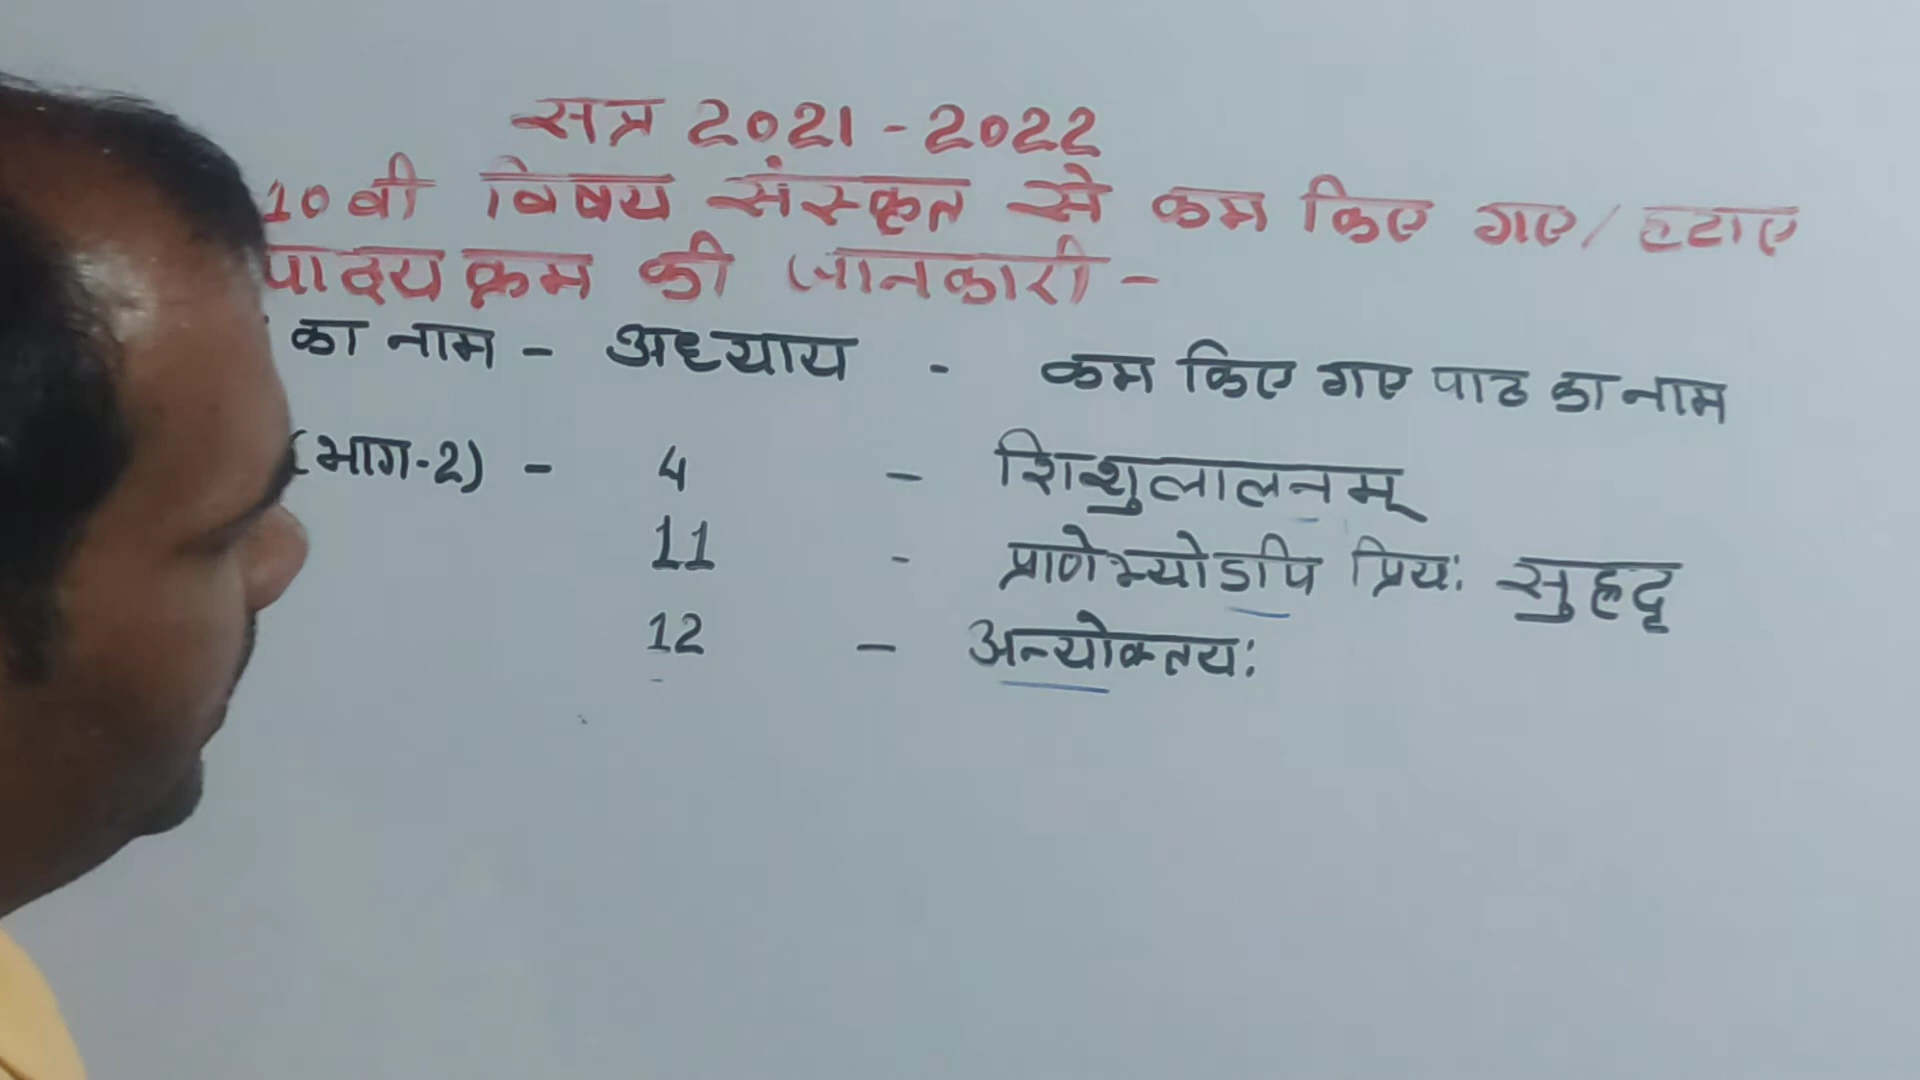 सत्र 2021-2022
10वी विषय संस्कृत से कम किए गए/हटाए
पाठ्यक्रम की जानकारी -
का नाम - अध्याय - कम किए गए पाठ का नाम
(भाग-2) - 4 - शिशुलालनम्
11 - प्राणेभ्योऽपि प्रियः सुहृद्
12 - अन्योक्तयः